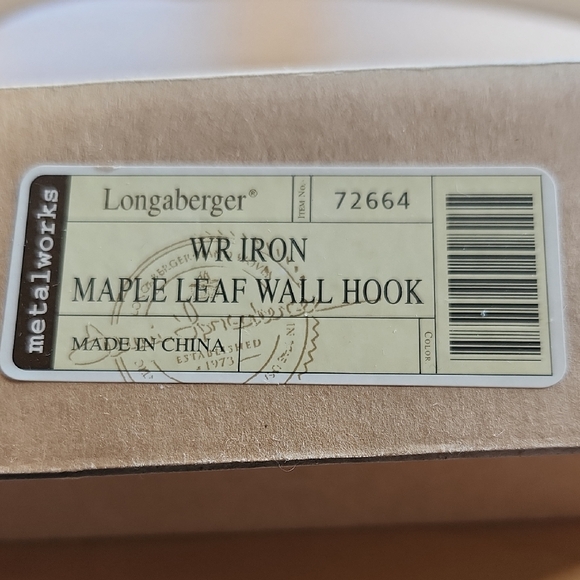 metalworks
Longaberger®
ITEM NO.
72664
WR IRON
MAPLE LEAF WALL HOOK
MADE IN CHINA
ESTABLISHED
1973
COLOR